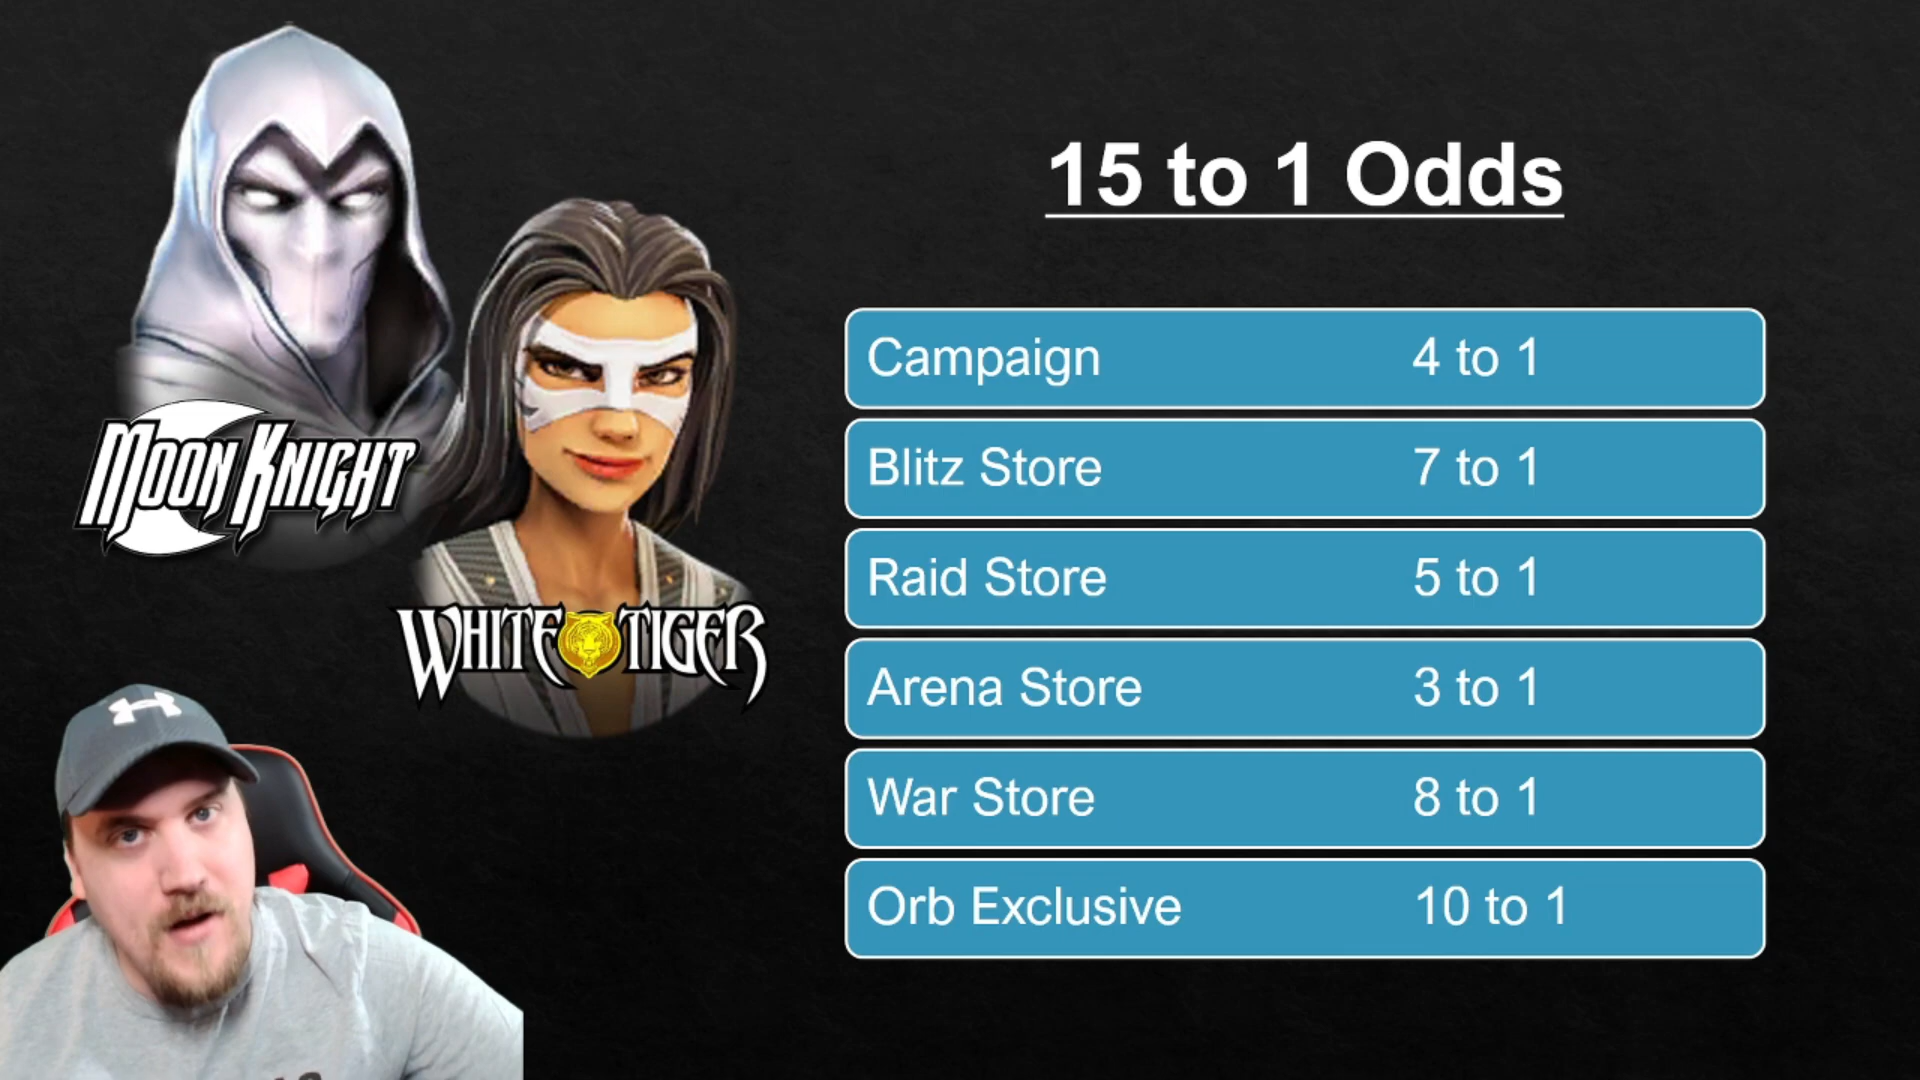 15 to 1 Odds
MOON KNIGHT
WHITE TIGER
Campaign 4 to 1
Blitz Store 7 to 1
Raid Store 5 to 1
Arena Store 3 to 1
War Store 8 to 1
Orb Exclusive 10 to 1